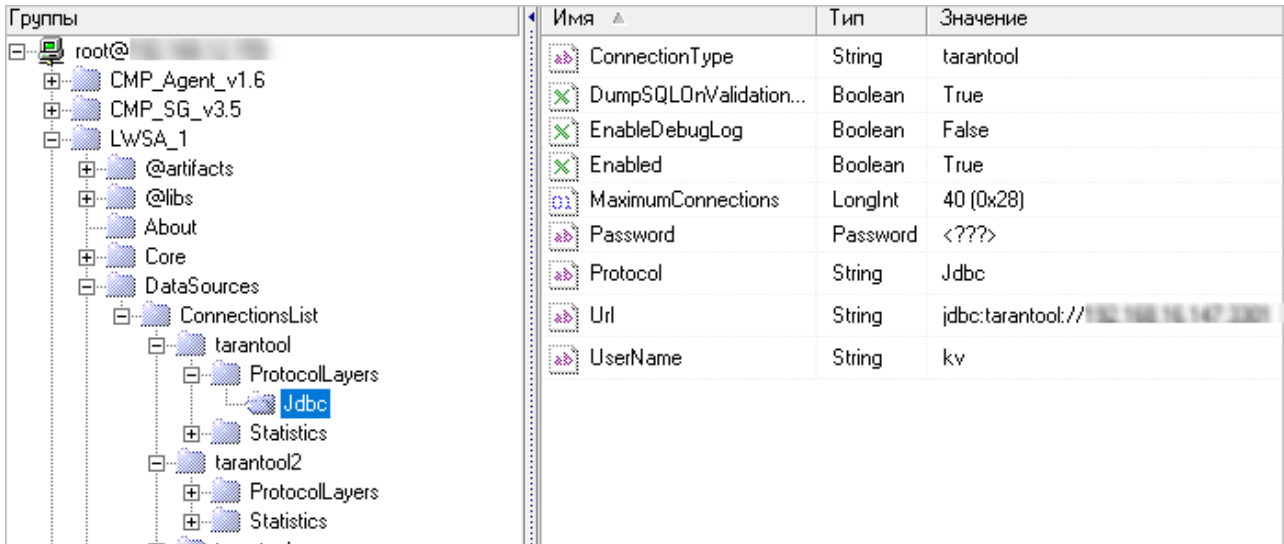 Группы
root@
CMP_Agent_v1.6
CMP_SG_v3.5
LWSA_1
@artifacts
@libs
About
Core
DataSources
ConnectionsList
tarantool
ProtocolLayers
Jdbc
Statistics
tarantool2
ProtocolLayers
Statistics
Имя Тип Значение
ConnectionType String tarantool
DumpSQLOnValidation... Boolean True
EnableDebugLog Boolean False
Enabled Boolean True
MaximumConnections LongInt 40 (0x28)
Password Password <???>
Protocol String Jdbc
Url String jdbc:tarantool://
UserName String kv